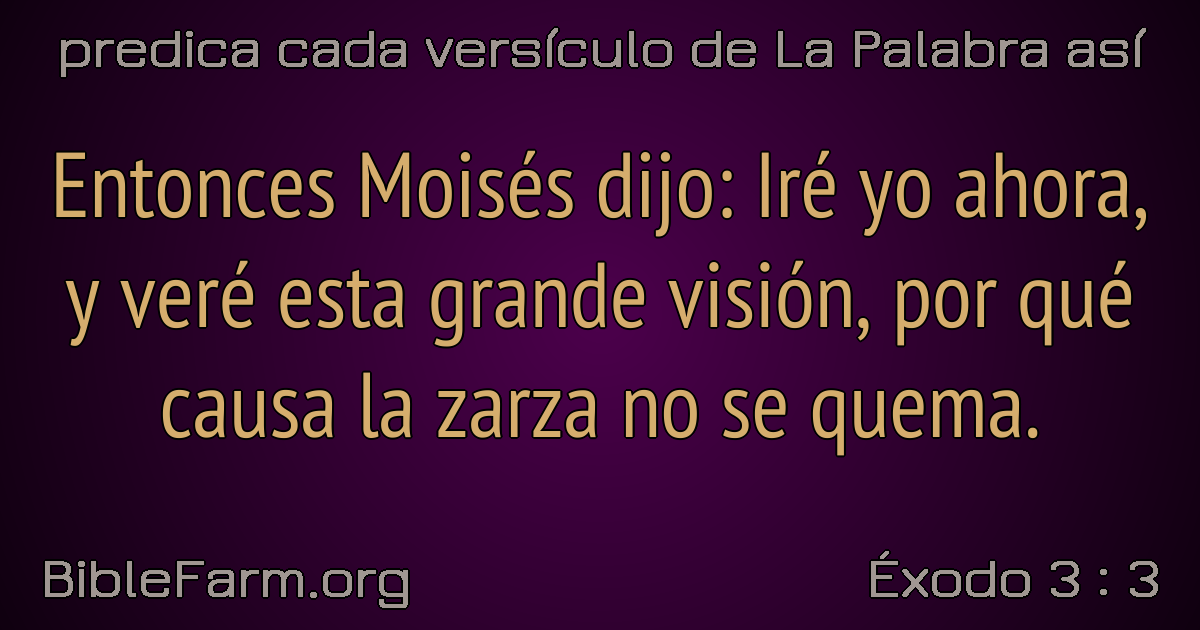 predica cada versículo de La Palabra así
Entonces Moisés dijo: Iré yo ahora,
y veré esta grande visión, por qué
causa la zarza no se quema.
BibleFarm.org
Éxodo 3 : 3